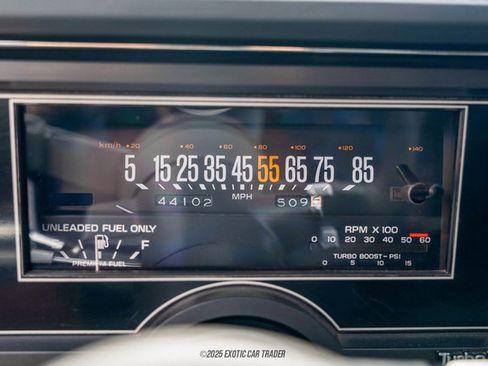 km/h 20 40 60 80 100 120 140
5 15 25 35 45 55 65 75 85
MPH
44102 509
UNLEADED FUEL ONLY
F
PREMIUM FUEL
RPM X 100
0 10 20 30 40 50 60
TURBO BOOST-PSI
0 5 10 15
Turbo
©2025 EXOTIC CAR TRADER